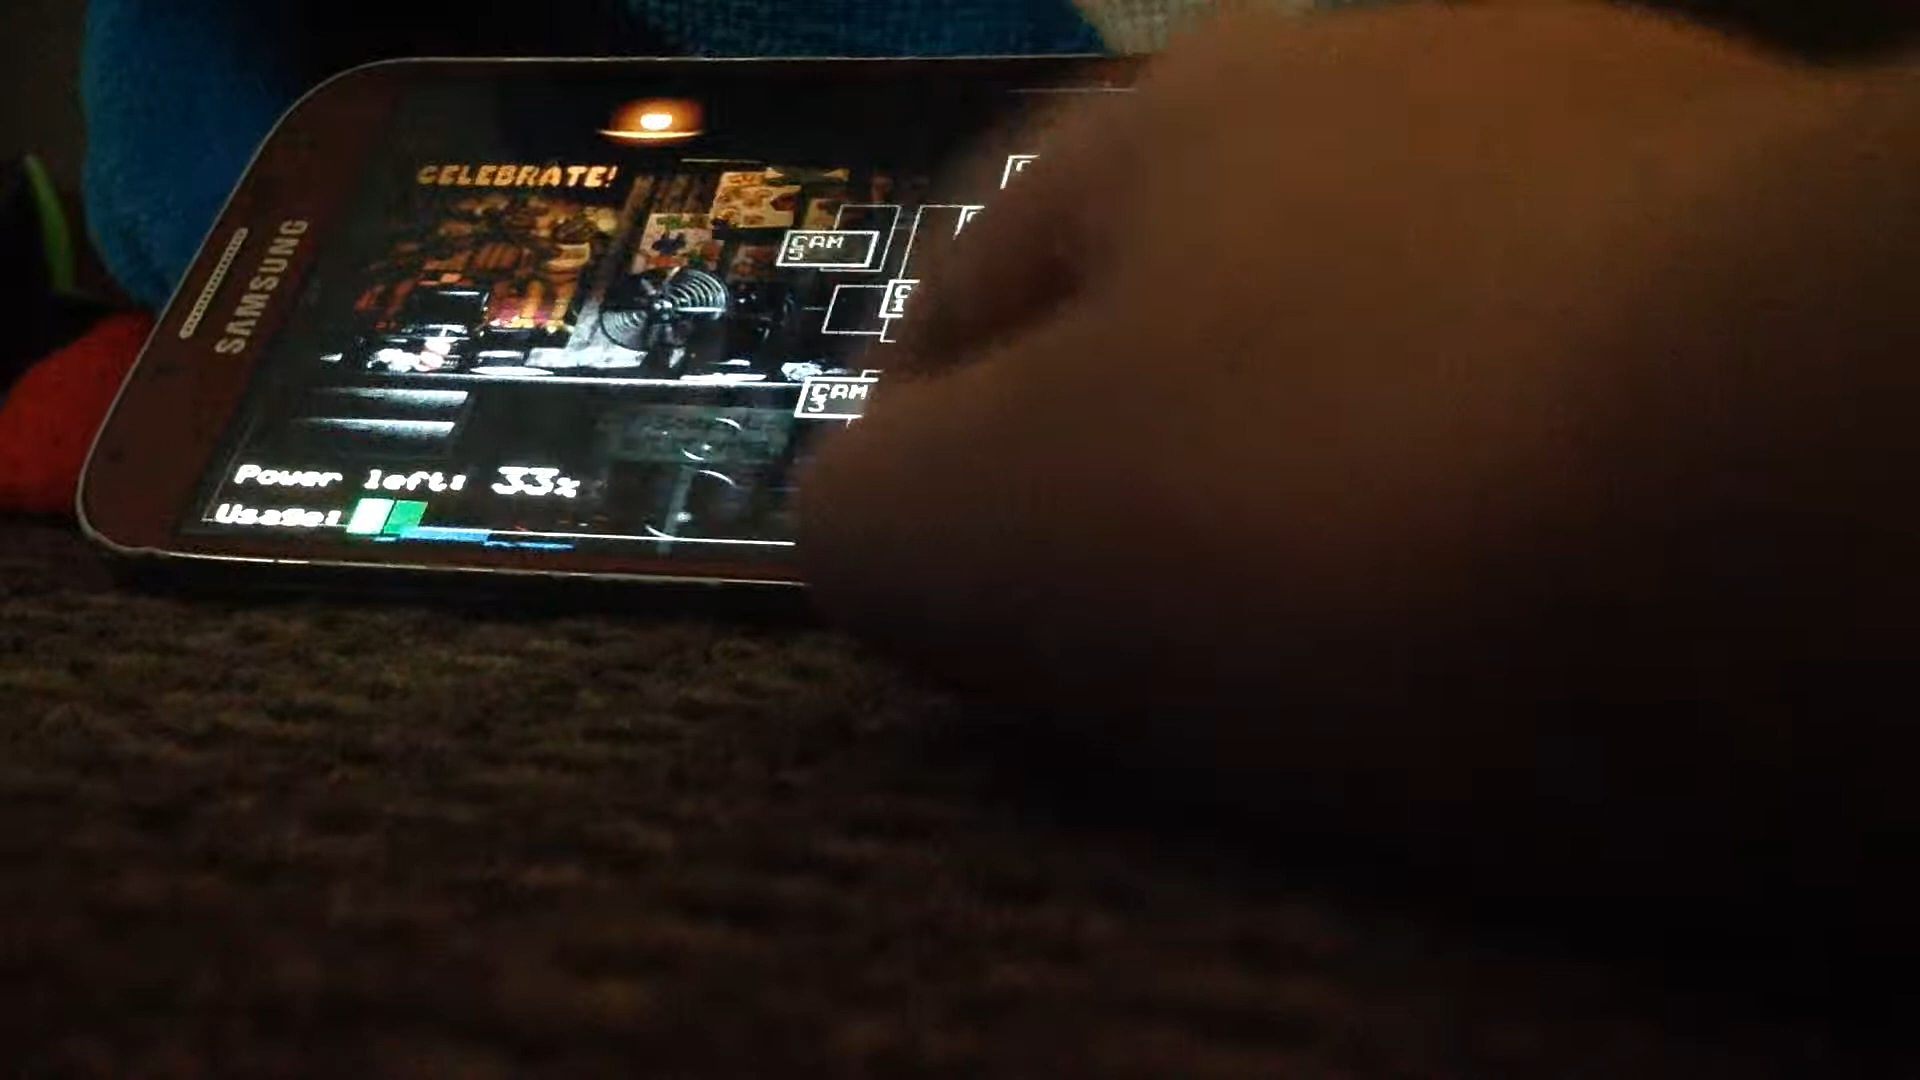 SAMSUNG
CELEBRATE!
CAM
5
CAM
3
Power left: 33%
Usage: